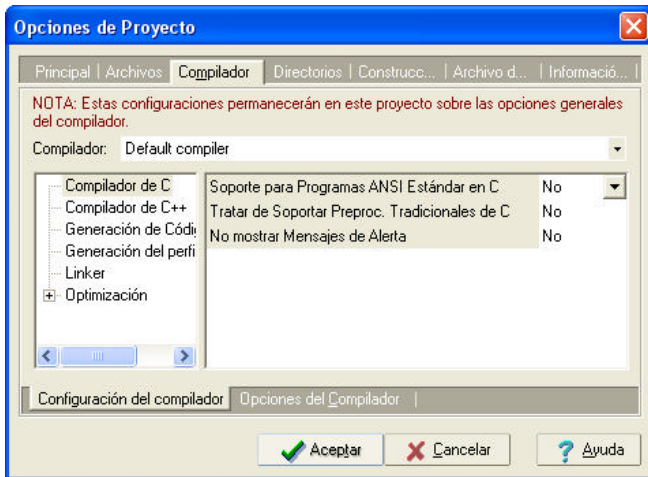 Opciones de Proyecto
Principal | Archivos Compilador Directorios | Construcc... | Archivo d... | Informació... |
NOTA: Estas configuraciones permanecerán en este proyecto sobre las opciones generales
del compilador.
Compilador: Default compiler
Compilador de C
Compilador de C++
Generación de Códi
Generación del perfi
Linker
Optimización
Soporte para Programas ANSI Estándar en C No
Tratar de Soportar Preproc. Tradicionales de C No
No mostrar Mensajes de Alerta No
Configuración del compilador Opciones del Compilador |
Aceptar Cancelar Ayuda